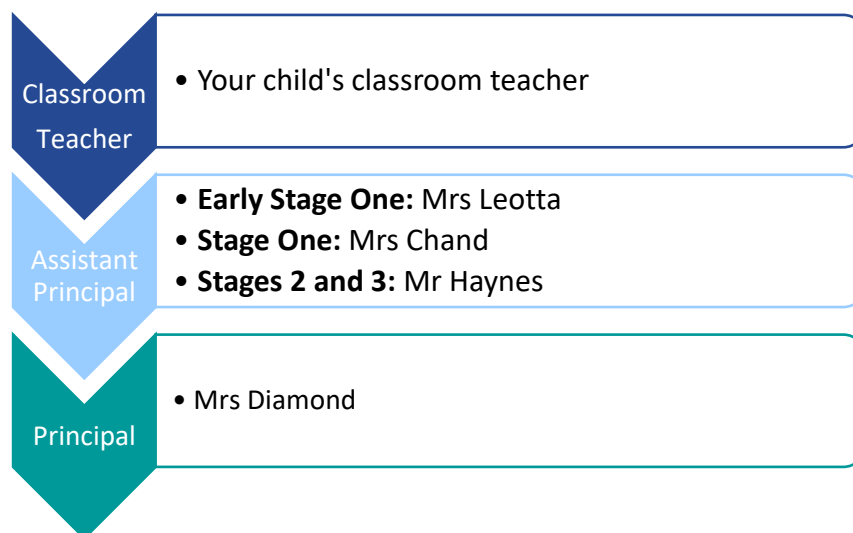 Classroom
Teacher
• Your child's classroom teacher
Assistant
Principal
• Early Stage One: Mrs Leotta
• Stage One: Mrs Chand
• Stages 2 and 3: Mr Haynes
Principal
• Mrs Diamond